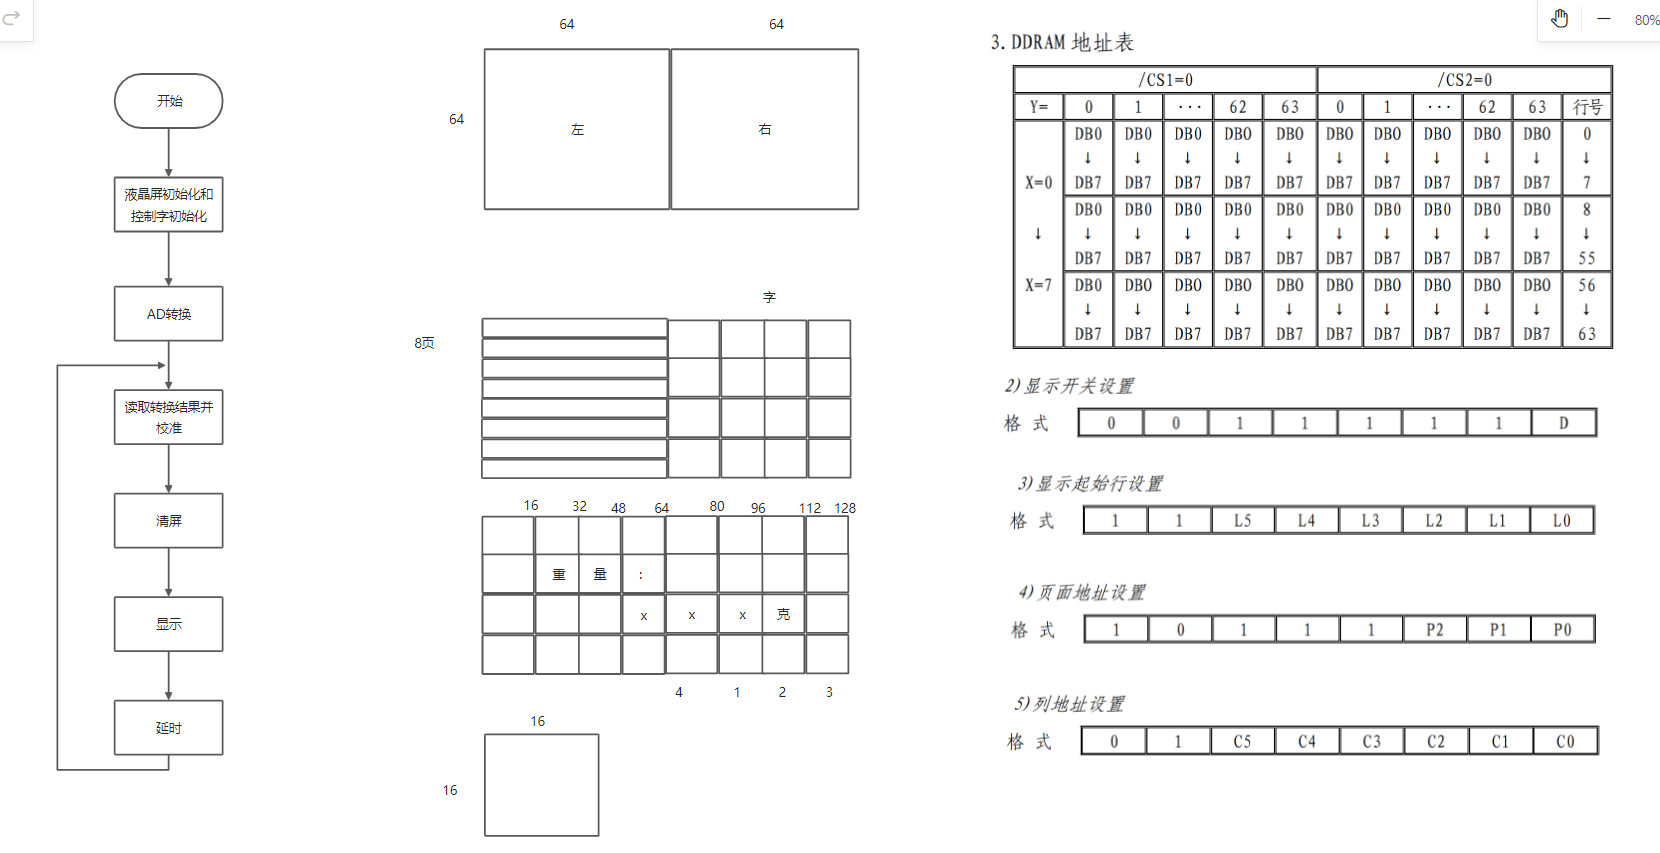 80%
开始
液晶屏初始化和
控制字初始化
AD转换
读取转换结果并
校准
清屏
显示
延时
64 64
64
左 右
字
8页
16 32 48 64 80 96 112 128
重 量 :
x x x 克
4 1 2 3
16
16
3. DDRAM 地址表
/CS1=0 /CS2=0
Y= 0 1 ··· 62 63 0 1 ··· 62 63 行号
DB0 DB0 DB0 DB0 DB0 DB0 DB0 DB0 DB0 DB0 0
↓ ↓ ↓ ↓ ↓ ↓ ↓ ↓ ↓ ↓ ↓
X=0 DB7 DB7 DB7 DB7 DB7 DB7 DB7 DB7 DB7 DB7 7
DB0 DB0 DB0 DB0 DB0 DB0 DB0 DB0 DB0 DB0 8
↓ ↓ ↓ ↓ ↓ ↓ ↓ ↓ ↓ ↓ ↓ ↓
DB7 DB7 DB7 DB7 DB7 DB7 DB7 DB7 DB7 DB7 55
X=7 DB0 DB0 DB0 DB0 DB0 DB0 DB0 DB0 DB0 DB0 56
↓ ↓ ↓ ↓ ↓ ↓ ↓ ↓ ↓ ↓ ↓
DB7 DB7 DB7 DB7 DB7 DB7 DB7 DB7 DB7 DB7 63
2)显示开关设置
格 式 0 0 1 1 1 1 1 D
3)显示起始行设置
格 式 1 1 L5 L4 L3 L2 L1 L0
4)页面地址设置
格 式 1 0 1 1 1 P2 P1 P0
5)列地址设置
格 式 0 1 C5 C4 C3 C2 C1 C0